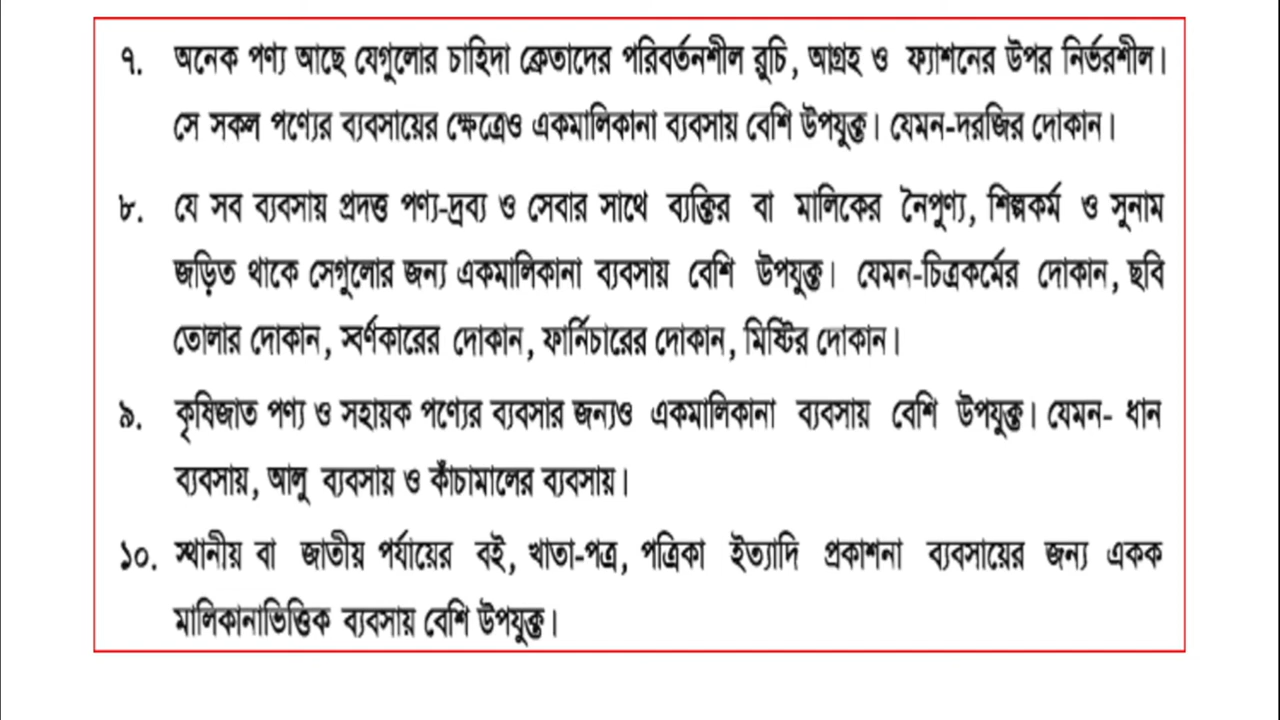 ৭. অনেক পণ্য আছে যেগুলোর চাহিদা ক্রেতাদের পরিবর্তনশীল রুচি, আগ্রহ ও ফ্যাশনের উপর নির্ভরশীল।
সে সকল পণ্যের ব্যবসায়ের ক্ষেত্রেও একমালিকানা ব্যবসায় বেশি উপযুক্ত। যেমন-দরজির দোকান।
৮. যে সব ব্যবসায় প্রদত্ত পণ্য-দ্রব্য ও সেবার সাথে ব্যক্তির বা মালিকের নৈপুণ্য, শিল্পকর্ম ও সুনাম
জড়িত থাকে সেগুলোর জন্য একমালিকানা ব্যবসায় বেশি উপযুক্ত। যেমন-চিত্রকর্মের দোকান, ছবি
তোলার দোকান, স্বর্ণকারের দোকান, ফার্নিচারের দোকান, মিষ্টির দোকান।
৯. কৃষিজাত পণ্য ও সহায়ক পণ্যের ব্যবসার জন্যও একমালিকানা ব্যবসায় বেশি উপযুক্ত। যেমন- ধান
ব্যবসায়, আলু ব্যবসায় ও কাঁচামালের ব্যবসায়।
১০. স্থানীয় বা জাতীয় পর্যায়ের বই, খাতা-পত্র, পত্রিকা ইত্যাদি প্রকাশনা ব্যবসায়ের জন্য একক
মালিকানাভিত্তিক ব্যবসায় বেশি উপযুক্ত।